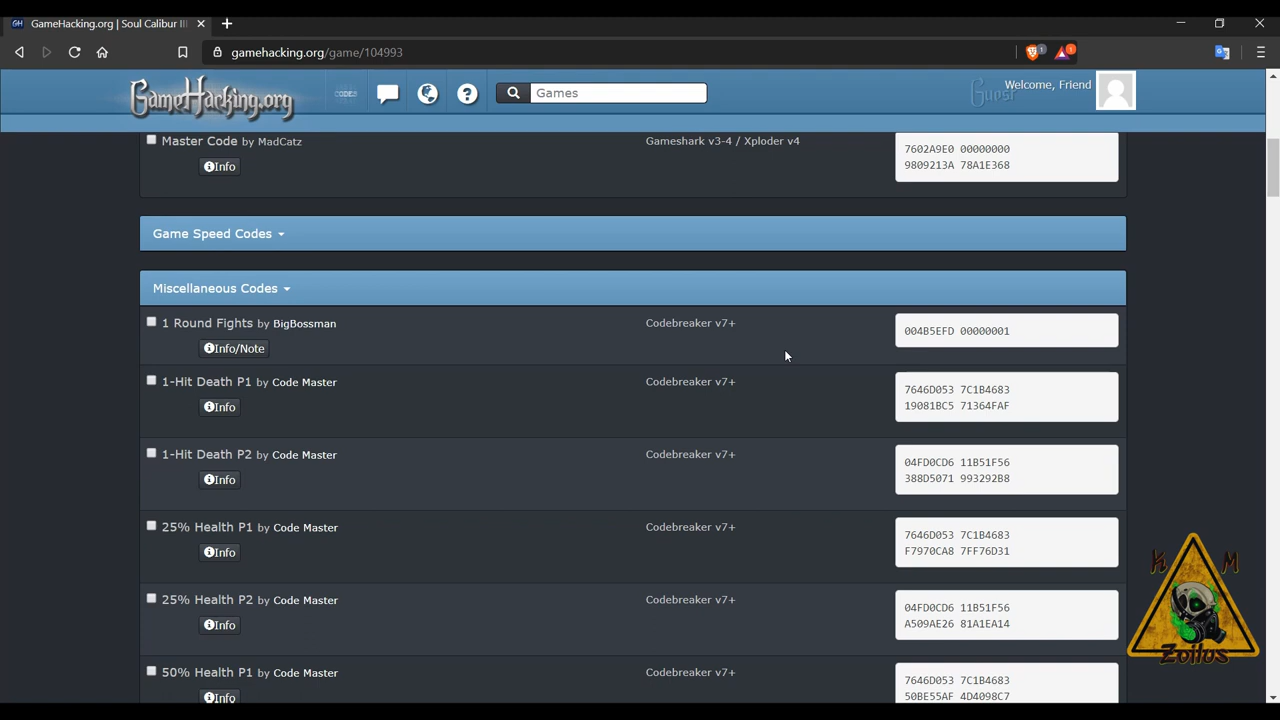 GameHacking.org | Soul Calibur III
gamehacking.org/game/104993
1
1
GameHacking.org
CODES
Games
Guest
Welcome, Friend
Master Code by MadCatz
Gameshark v3-4 / Xploder v4
7602A9E0 00000000
9809213A 78A1E368
Info
Game Speed Codes
Miscellaneous Codes
1 Round Fights by BigBossman
Codebreaker v7+
004B5EFD 00000001
Info/Note
1-Hit Death P1 by Code Master
Codebreaker v7+
7646D053 7C1B4683
19081BC5 71364FAF
Info
1-Hit Death P2 by Code Master
Codebreaker v7+
04FD0CD6 11B51F56
388D5071 993292B8
Info
25% Health P1 by Code Master
Codebreaker v7+
7646D053 7C1B4683
F7970CA8 7FF76D31
Info
25% Health P2 by Code Master
Codebreaker v7+
04FD0CD6 11B51F56
A509AE26 81A1EA14
Info
50% Health P1 by Code Master
Codebreaker v7+
7646D053 7C1B4683
50BE55AF 4D4098C7
Info
K M
Zoilus